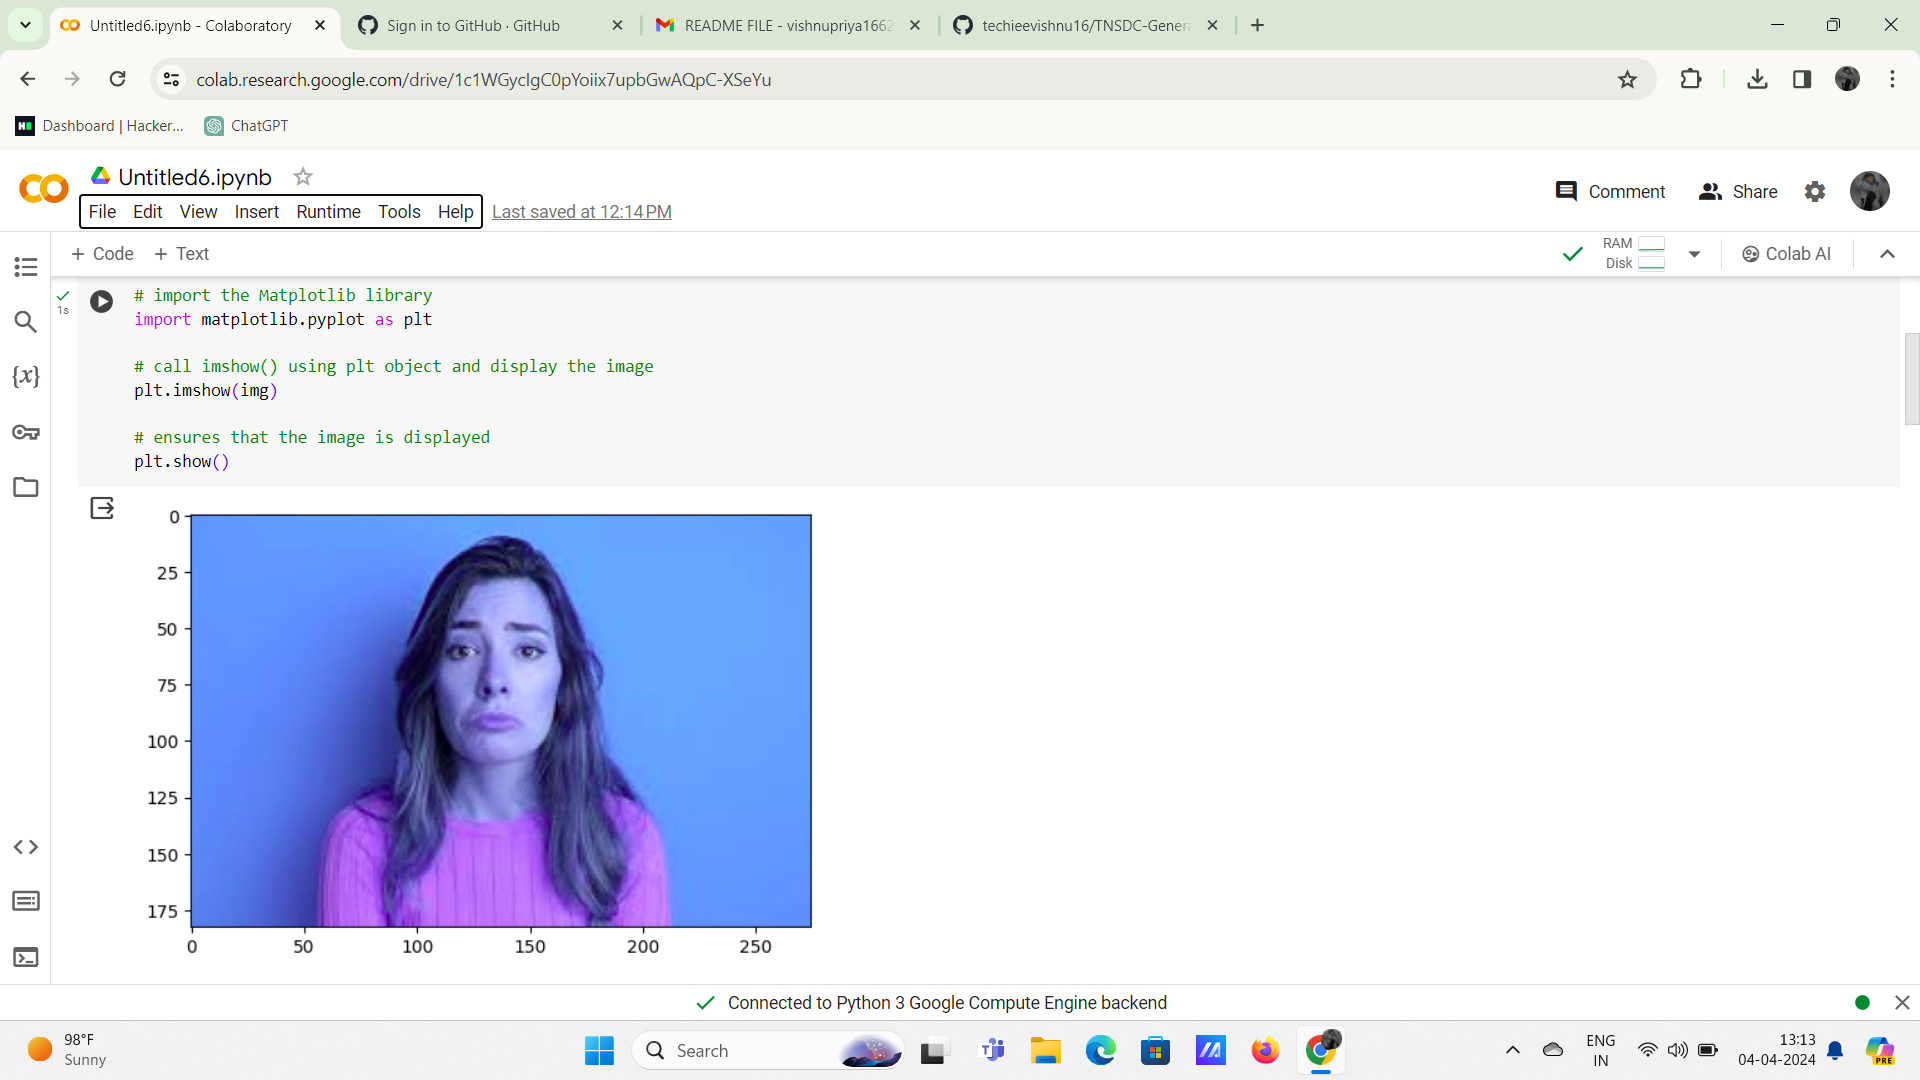 Untitled6.ipynb - Colaboratory
Sign in to GitHub · GitHub
README FILE - vishnupriya1662
techieevishnu16/TNSDC-Genera
colab.research.google.com/drive/1c1WGycIgC0pYoiix7upbGwAQpC-XSeYu
Dashboard | Hacker...
ChatGPT
Untitled6.ipynb
Comment
Share
File Edit View Insert Runtime Tools Help Last saved at 12:14 PM
+ Code + Text
RAM
Disk
Colab AI
1s
# import the Matplotlib library
import matplotlib.pyplot as plt
# call imshow() using plt object and display the image
plt.imshow(img)
# ensures that the image is displayed
plt.show()
{x}
0
25
50
75
100
125
150
175
0 50 100 150 200 250
Connected to Python 3 Google Compute Engine backend
98°F
Sunny
Search
ENG
IN
13:13
04-04-2024
PRE